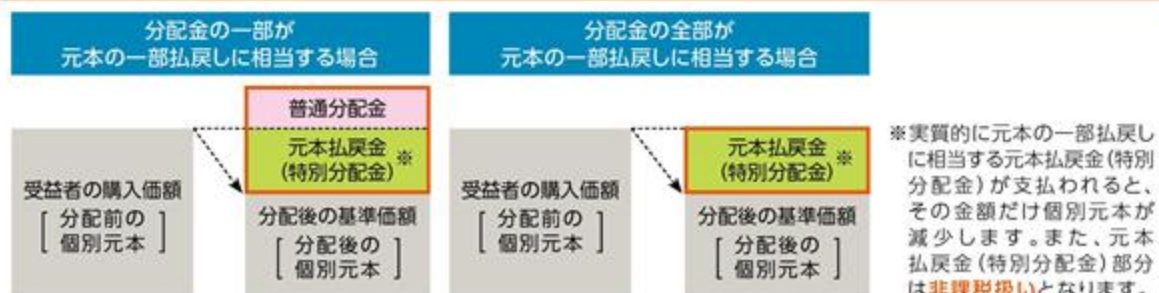 分配金の一部が
元本の一部払戻しに相当する場合
普通分配金
元本払戻金
(特別分配金)※
受益者の購入価額
[分配前の
個別元本]
分配後の基準価額
[分配後の
個別元本]
分配金の全部が
元本の一部払戻しに相当する場合
元本払戻金
(特別分配金)※
受益者の購入価額
[分配前の
個別元本]
分配後の基準価額
[分配後の
個別元本]
※実質的に元本の一部払戻し
に相当する元本払戻金(特別
分配金)が支払われると、
その金額だけ個別元本が
減少します。また、元本
払戻金(特別分配金)部分
は非課税扱いとなります。